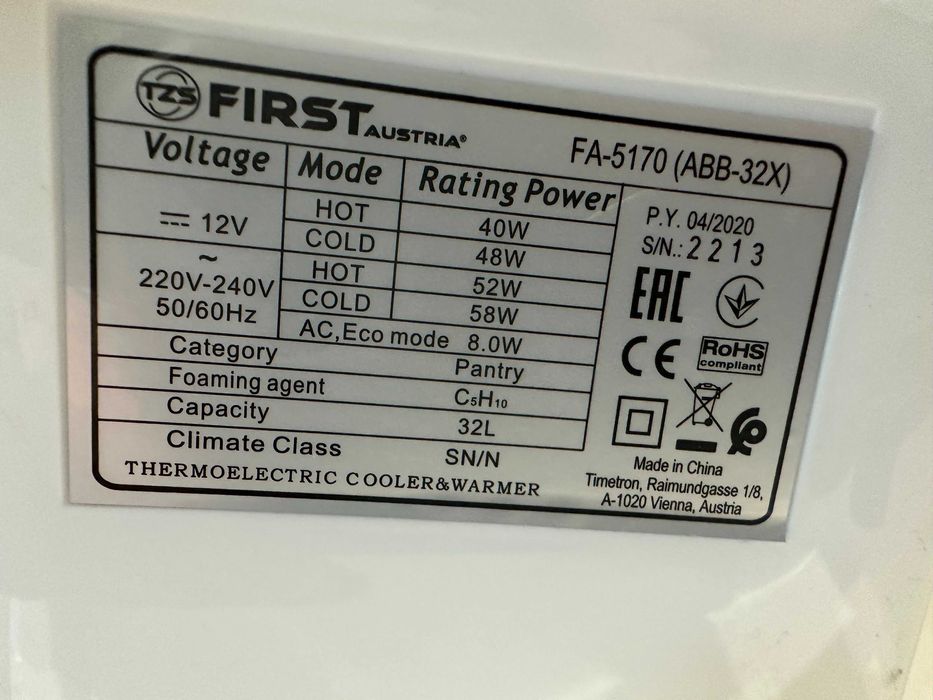 TZS FIRST AUSTRIA®
FA-5170 (ABB-32X)
Voltage Mode Rating Power
⎓ 12V
HOT 40W
COLD 48W
~
220V-240V
50/60Hz
HOT 52W
COLD 58W
AC,Eco mode 8.0W
Category Pantry
Foaming agent C₅H₁₀
Capacity 32L
Climate Class SN/N
THERMOELECTRIC COOLER&WARMER
P.Y. 04/2020
S/N.: 2213
EAC
CE
RoHS
compliant
Made in China
Timetron, Raimundgasse 1/8,
A-1020 Vienna, Austria